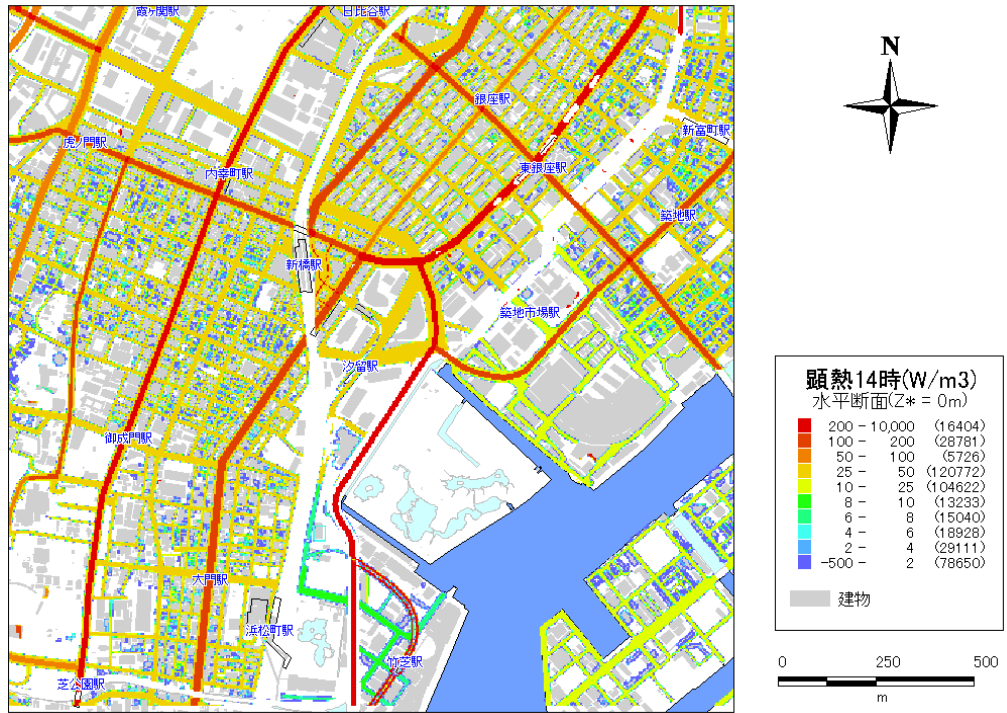 霞ヶ関駅
日比谷駅
N
銀座駅
新富町駅
虎ノ門駅
内幸町駅
東銀座駅
築地駅
新橋駅
築地市場駅
汐留駅
御成門駅
大門駅
浜松町駅
竹芝駅
芝公園駅
顕熱14時(W/m3)
水平断面(Z* = 0m)
200 - 10,000 (16404)
100 - 200 (28781)
50 - 100 (5726)
25 - 50 (120772)
10 - 25 (104622)
8 - 10 (13233)
6 - 8 (15040)
4 - 6 (18928)
2 - 4 (29111)
-500 - 2 (78650)
建物
0 250 500
m